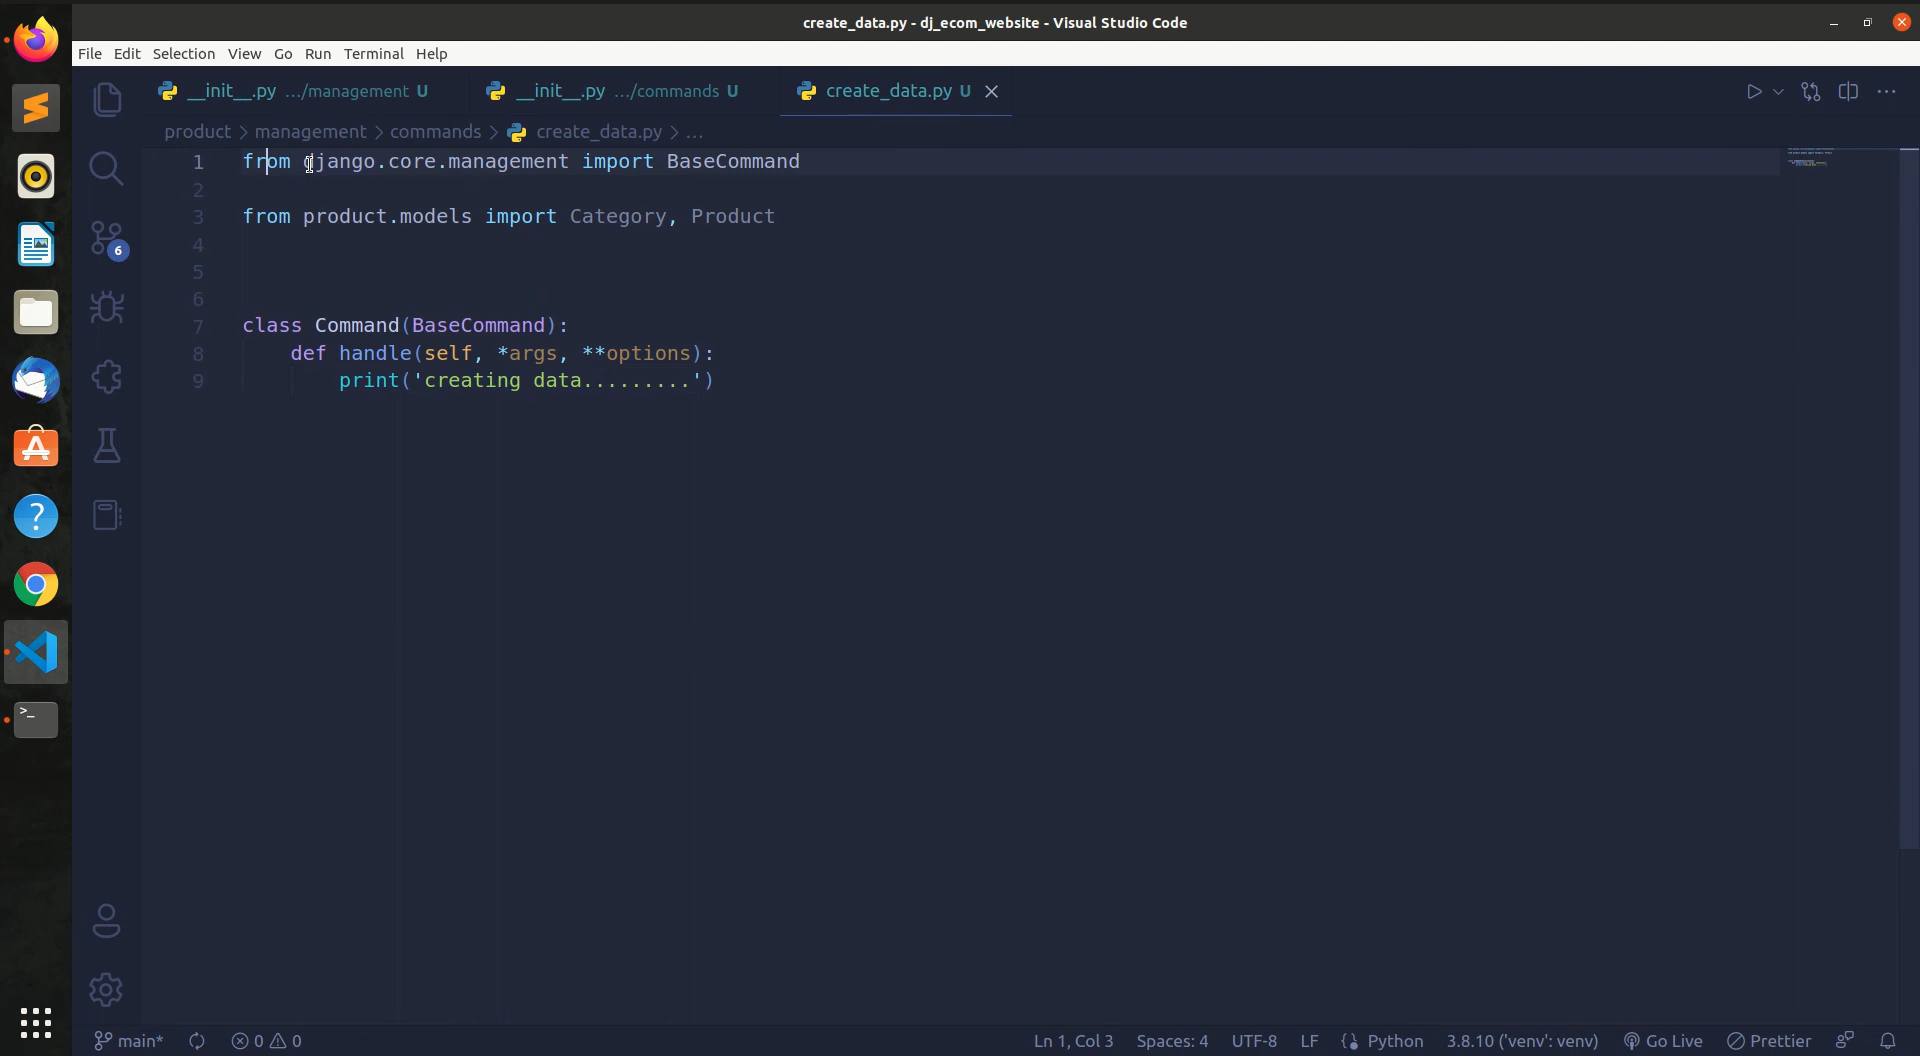 create_data.py - dj_ecom_website - Visual Studio Code
File Edit Selection View Go Run Terminal Help
__init__.py .../management U __init__.py .../commands U create_data.py U
product > management > commands > create_data.py > ...
1 from django.core.management import BaseCommand
2
3 from product.models import Category, Product
4
5
6
7 class Command(BaseCommand):
8 def handle(self, *args, **options):
9 print('creating data.........')
6
main* 0 0 Ln 1, Col 3 Spaces: 4 UTF-8 LF Python 3.8.10 ('venv': venv) Go Live Prettier